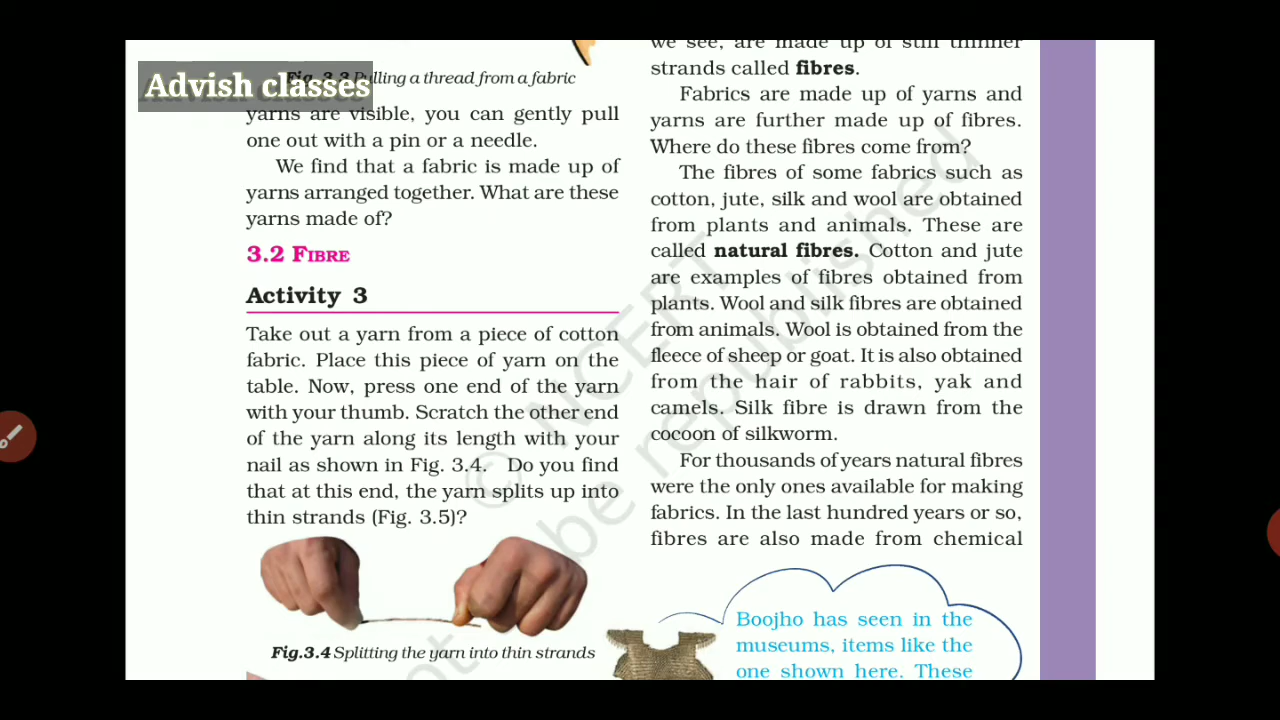 Advish classes
Fig. 3.3 Pulling a thread from a fabric
yarns are visible, you can gently pull
one out with a pin or a needle.
We find that a fabric is made up of
yarns arranged together. What are these
yarns made of?
3.2 FIBRE
Activity 3
Take out a yarn from a piece of cotton
fabric. Place this piece of yarn on the
table. Now, press one end of the yarn
with your thumb. Scratch the other end
of the yarn along its length with your
nail as shown in Fig. 3.4. Do you find
that at this end, the yarn splits up into
thin strands (Fig. 3.5)?
Fig.3.4 Splitting the yarn into thin strands
we see, are made up of still thinner
strands called fibres.
Fabrics are made up of yarns and
yarns are further made up of fibres.
Where do these fibres come from?
The fibres of some fabrics such as
cotton, jute, silk and wool are obtained
from plants and animals. These are
called natural fibres. Cotton and jute
are examples of fibres obtained from
plants. Wool and silk fibres are obtained
from animals. Wool is obtained from the
fleece of sheep or goat. It is also obtained
from the hair of rabbits, yak and
camels. Silk fibre is drawn from the
cocoon of silkworm.
For thousands of years natural fibres
were the only ones available for making
fabrics. In the last hundred years or so,
fibres are also made from chemical
Boojho has seen in the
museums, items like the
one shown here. These
© NCERT
not be republished